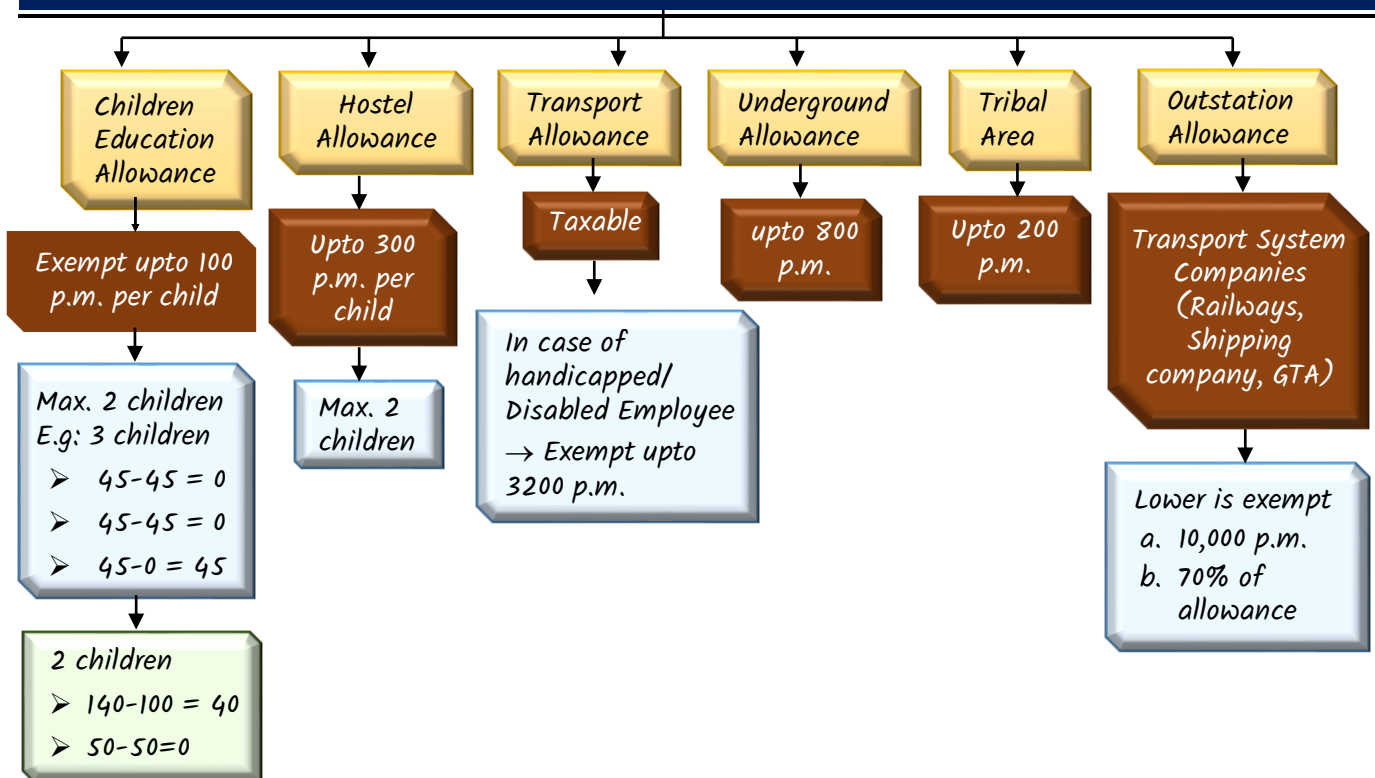 Children
Education
Allowance
Exempt upto 100
p.m. per child
Max. 2 children
E.g: 3 children
➢ 45-45 = 0
➢ 45-45 = 0
➢ 45-0 = 45
2 children
➢ 140-100 = 40
➢ 50-50=0
Hostel
Allowance
Upto 300
p.m. per
child
Max. 2
children
Transport
Allowance
Taxable
In case of
handicapped/
Disabled Employee
→ Exempt upto
3200 p.m.
Underground
Allowance
upto 800
p.m.
Tribal
Area
Upto 200
p.m.
Outstation
Allowance
Transport System
Companies
(Railways,
Shipping
company, GTA)
Lower is exempt
a. 10,000 p.m.
b. 70% of
allowance